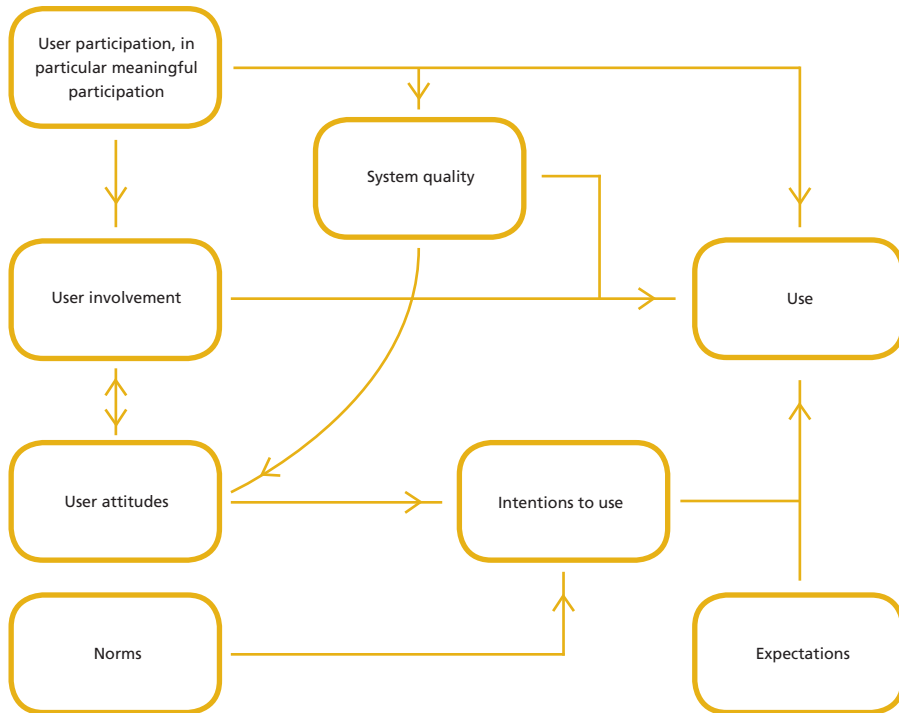 User participation, in
particular meaningful
participation
System quality
User involvement
Use
User attitudes
Intentions to use
Norms
Expectations